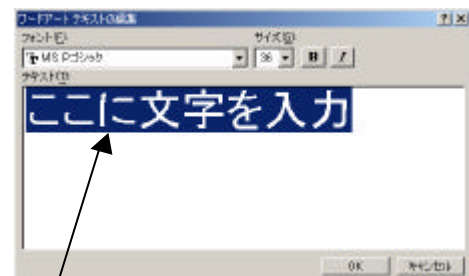 ワードアート テキストの編集
フォント(F):
サイズ(S):
MS Pゴシック
36
B
I
テキスト(T):
ここに文字を入力
OK
キャンセル